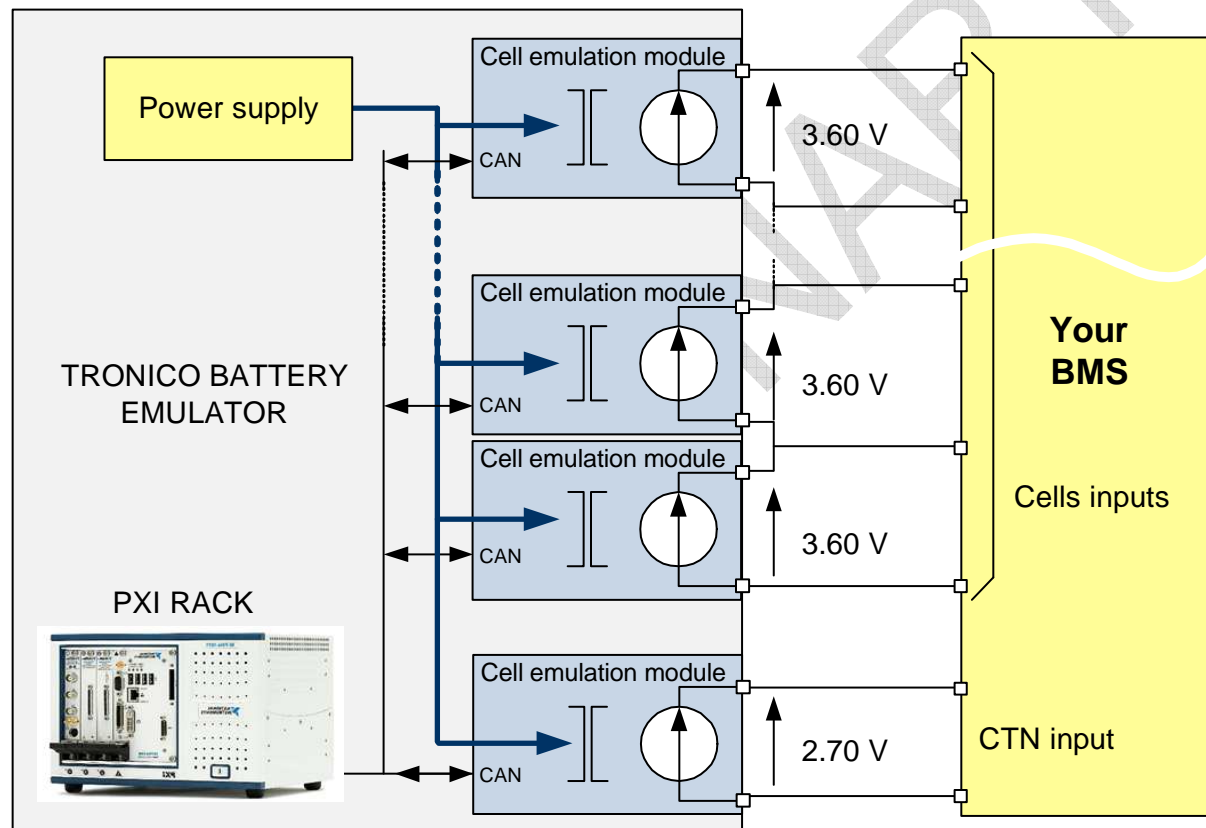 Cell emulation module
Power supply
3.60 V
CAN
Cell emulation module
Your
BMS
TRONICO BATTERY
EMULATOR
3.60 V
CAN
Cell emulation module
Cells inputs
3.60 V
CAN
PXI RACK
Cell emulation module
CTN input
2.70 V
CAN